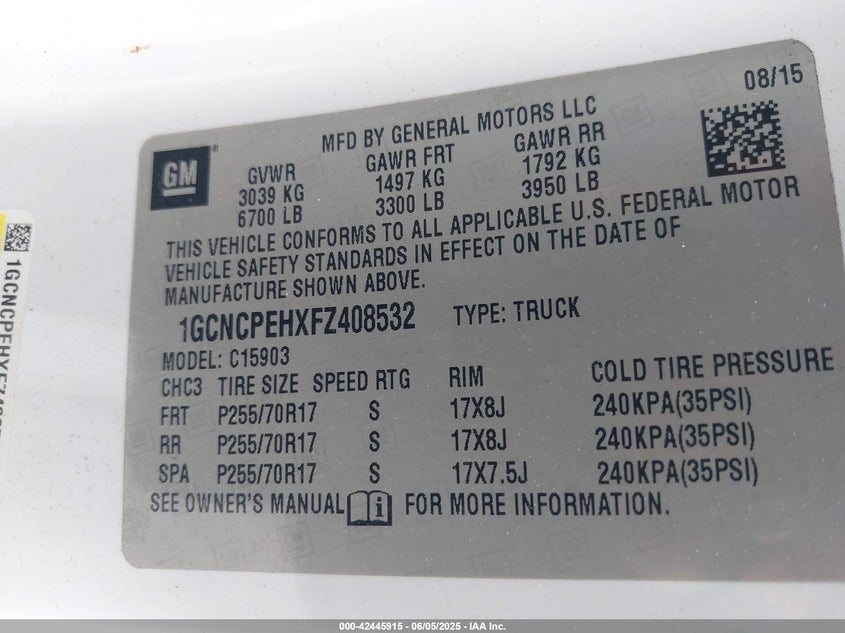 08/15
MFD BY GENERAL MOTORS LLC
GM
GVWR GAWR FRT GAWR RR
3039 KG 1497 KG 1792 KG
6700 LB 3300 LB 3950 LB
THIS VEHICLE CONFORMS TO ALL APPLICABLE U.S. FEDERAL MOTOR
VEHICLE SAFETY STANDARDS IN EFFECT ON THE DATE OF
MANUFACTURE SHOWN ABOVE.
1GCNCPEHXFZ408532 TYPE: TRUCK
MODEL: C15903
CHC3 TIRE SIZE SPEED RTG RIM COLD TIRE PRESSURE
FRT P255/70R17 S 17X8J 240KPA(35PSI)
RR P255/70R17 S 17X8J 240KPA(35PSI)
SPA P255/70R17 S 17X7.5J 240KPA(35PSI)
SEE OWNER'S MANUAL i FOR MORE INFORMATION.
000-42445915 - 06/05/2025 - IAA Inc.